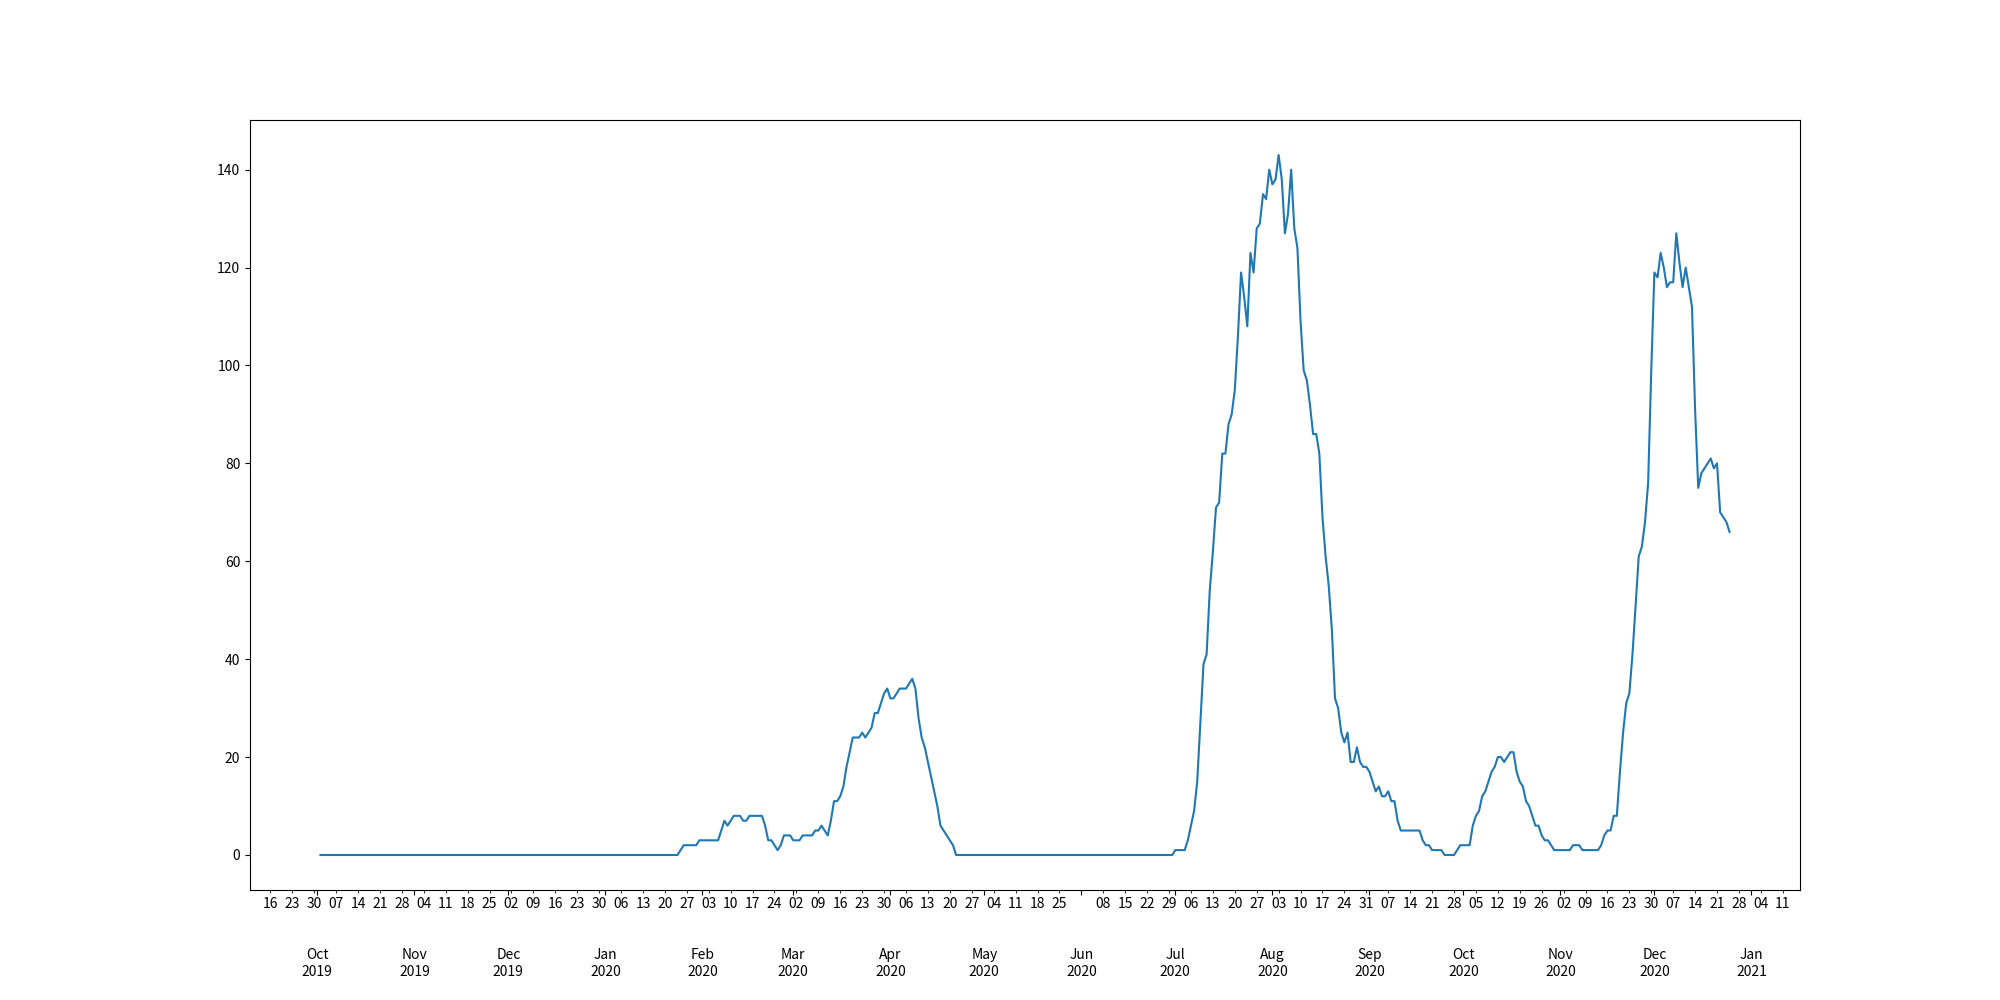 140
120
100
80
60
40
20
0
16 23 30 07 14 21 28 04 11 18 25 02 09 16 23 30 06 13 20 27 03 10 17 24 02 09 16 23 30 06 13 20 27 04 11 18 25 08 15 22 29 06 13 20 27 03 10 17 24 31 07 14 21 28 05 12 19 26 02 09 16 23 30 07 14 21 28 04 11
Oct Nov Dec Jan Feb Mar Apr May Jun Jul Aug Sep Oct Nov Dec Jan
2019 2019 2019 2020 2020 2020 2020 2020 2020 2020 2020 2020 2020 2020 2020 2021